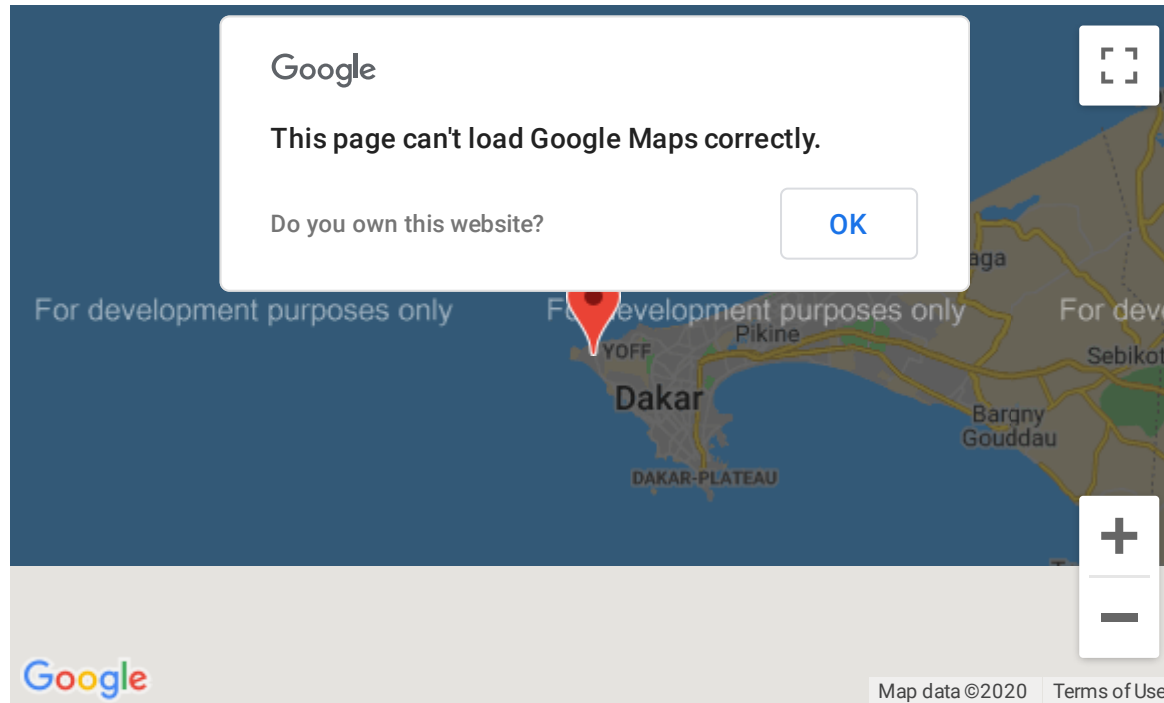 Google
This page can't load Google Maps correctly.
Do you own this website?
OK
aga
For development purposes only
For development purposes only
For deve
Pikine
YOFF
Sebikot
Dakar
Bargny
Gouddau
DAKAR-PLATEAU
Google
Map data ©2020
Terms of Use